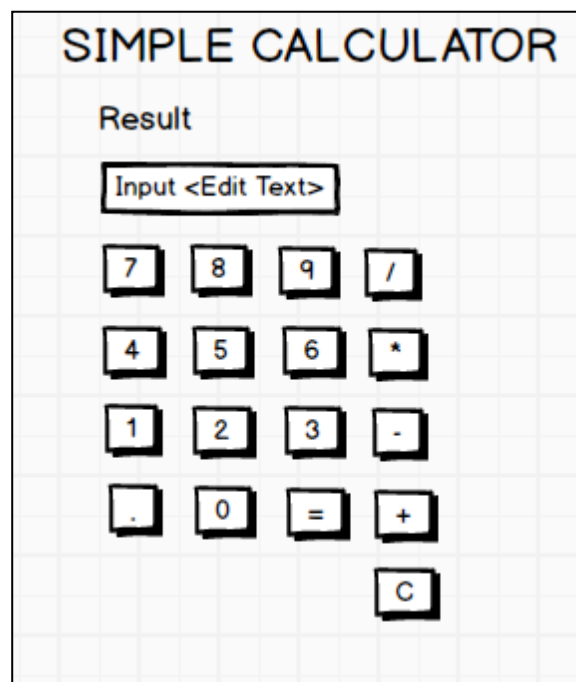 SIMPLE CALCULATOR
Result
Input <Edit Text>
7 8 9 /
4 5 6 *
1 2 3 -
. 0 = +
C